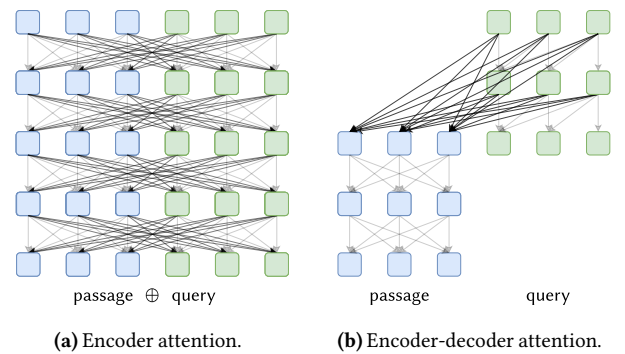 passage ⊕ query
passage query
(a) Encoder attention.
(b) Encoder-decoder attention.